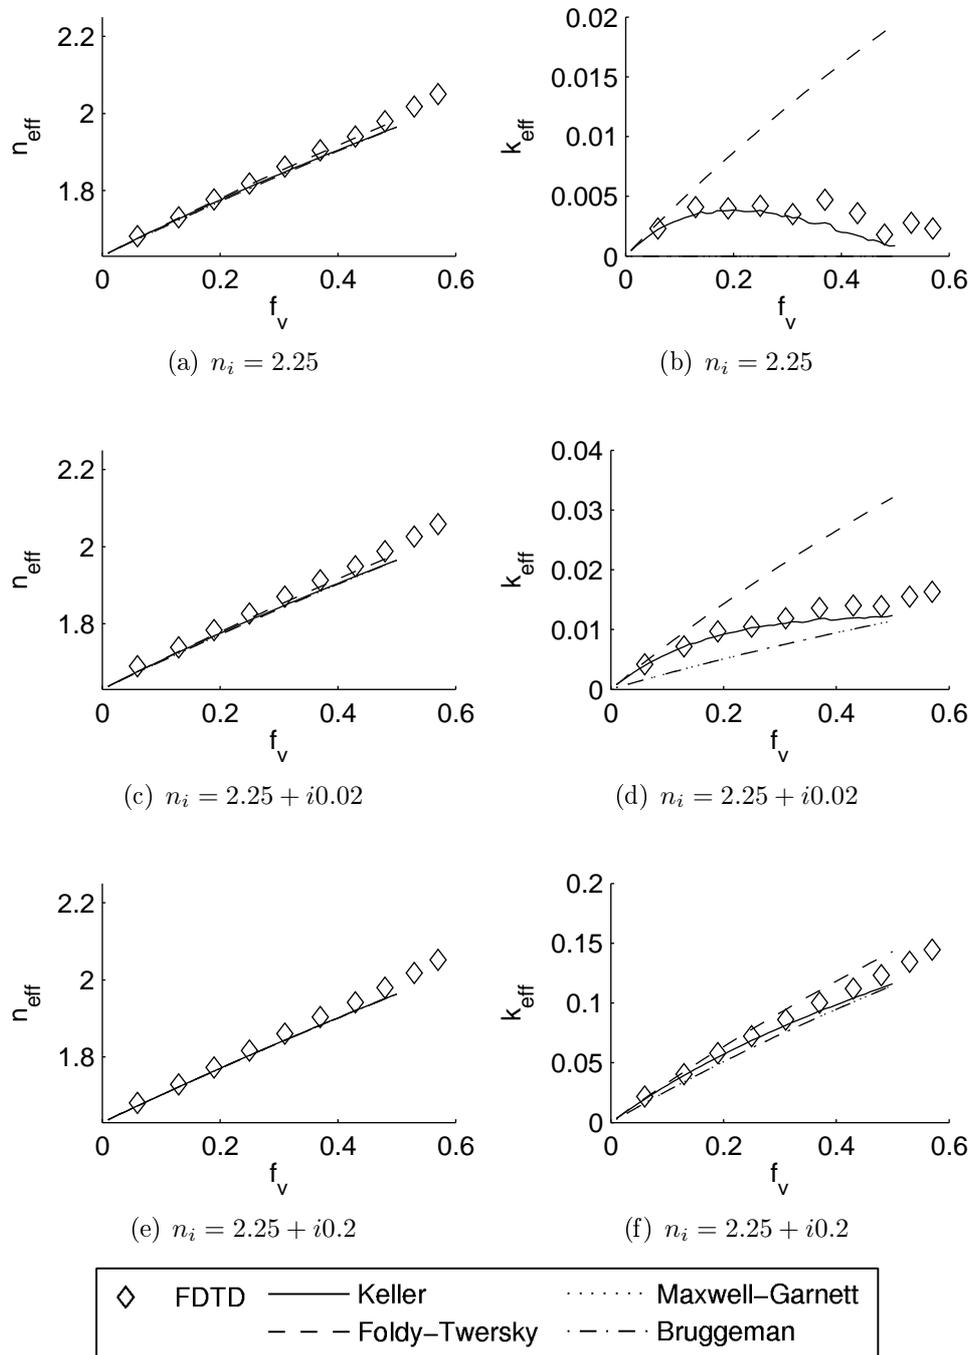 2.2
2
1.8
n_eff
0 0.2 0.4 0.6
f_v
(a) n_i = 2.25
0.02
0.015
0.01
0.005
0
k_eff
0 0.2 0.4 0.6
f_v
(b) n_i = 2.25
2.2
2
1.8
n_eff
0 0.2 0.4 0.6
f_v
(c) n_i = 2.25 + i0.02
0.04
0.03
0.02
0.01
0
k_eff
0 0.2 0.4 0.6
f_v
(d) n_i = 2.25 + i0.02
2.2
2
1.8
n_eff
0 0.2 0.4 0.6
f_v
(e) n_i = 2.25 + i0.2
0.2
0.15
0.1
0.05
0
k_eff
0 0.2 0.4 0.6
f_v
(f) n_i = 2.25 + i0.2
FDTD
Keller
Maxwell−Garnett
Foldy−Twersky
Bruggeman